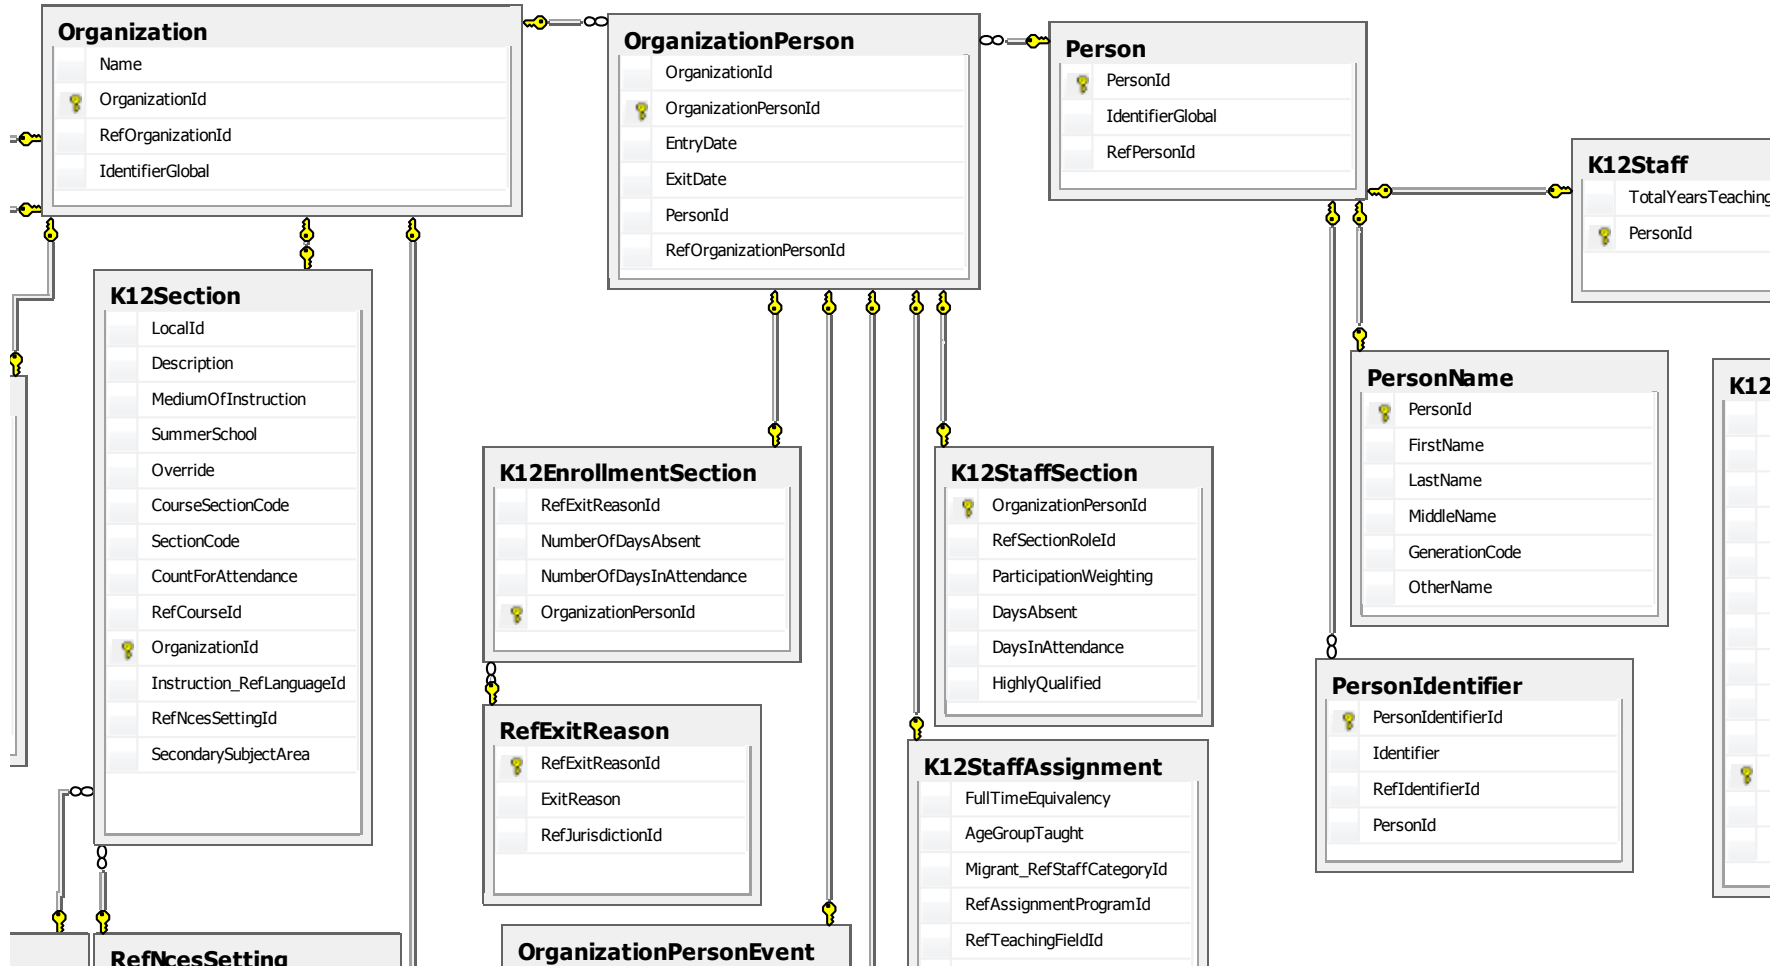 Organization
Name
OrganizationId
RefOrganizationId
IdentifierGlobal
OrganizationPerson
OrganizationId
OrganizationPersonId
EntryDate
ExitDate
PersonId
RefOrganizationPersonId
Person
PersonId
IdentifierGlobal
RefPersonId
K12Staff
TotalYearsTeaching
PersonId
K12Section
LocalId
Description
MediumOfInstruction
SummerSchool
Override
CourseSectionCode
SectionCode
CountForAttendance
RefCourseId
OrganizationId
Instruction_RefLanguageId
RefNcesSettingId
SecondarySubjectArea
K12EnrollmentSection
RefExitReasonId
NumberOfDaysAbsent
NumberOfDaysInAttendance
OrganizationPersonId
K12StaffSection
OrganizationPersonId
RefSectionRoleId
ParticipationWeighting
DaysAbsent
DaysInAttendance
HighlyQualified
PersonName
PersonId
FirstName
LastName
MiddleName
GenerationCode
OtherName
K12
RefExitReason
RefExitReasonId
ExitReason
RefJurisdictionId
K12StaffAssignment
FullTimeEquivalency
AgeGroupTaught
Migrant_RefStaffCategoryId
RefAssignmentProgramId
RefTeachingFieldId
PersonIdentifier
PersonIdentifierId
Identifier
RefIdentifierId
PersonId
RefNcesSetting
OrganizationPersonEvent